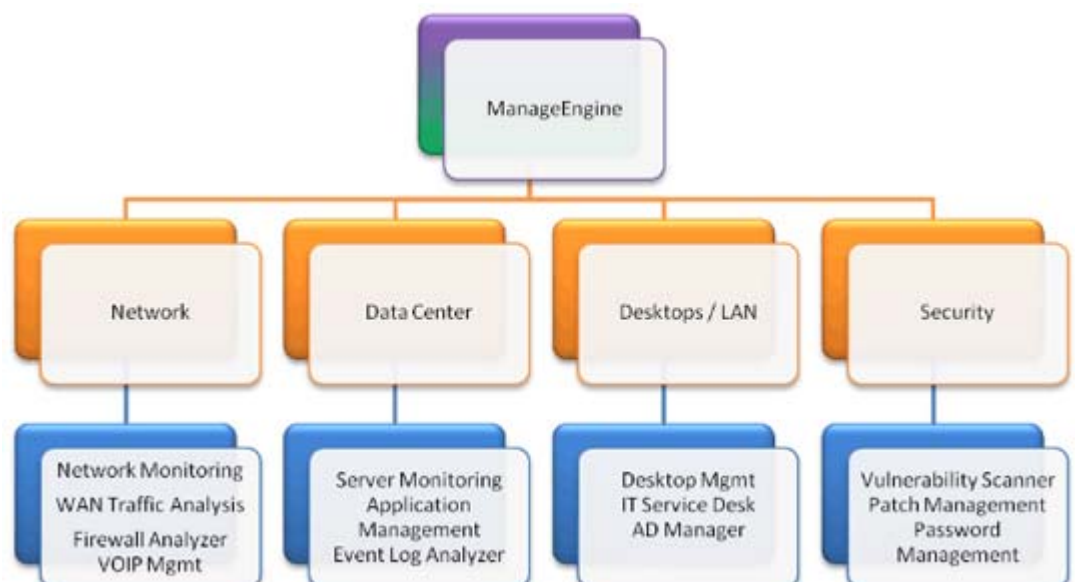 ManageEngine
Network
Data Center
Desktops / LAN
Security
Network Monitoring
WAN Traffic Analysis
Firewall Analyzer
VOIP Mgmt
Server Monitoring
Application
Management
Event Log Analyzer
Desktop Mgmt
IT Service Desk
AD Manager
Vulnerability Scanner
Patch Management
Password
Management